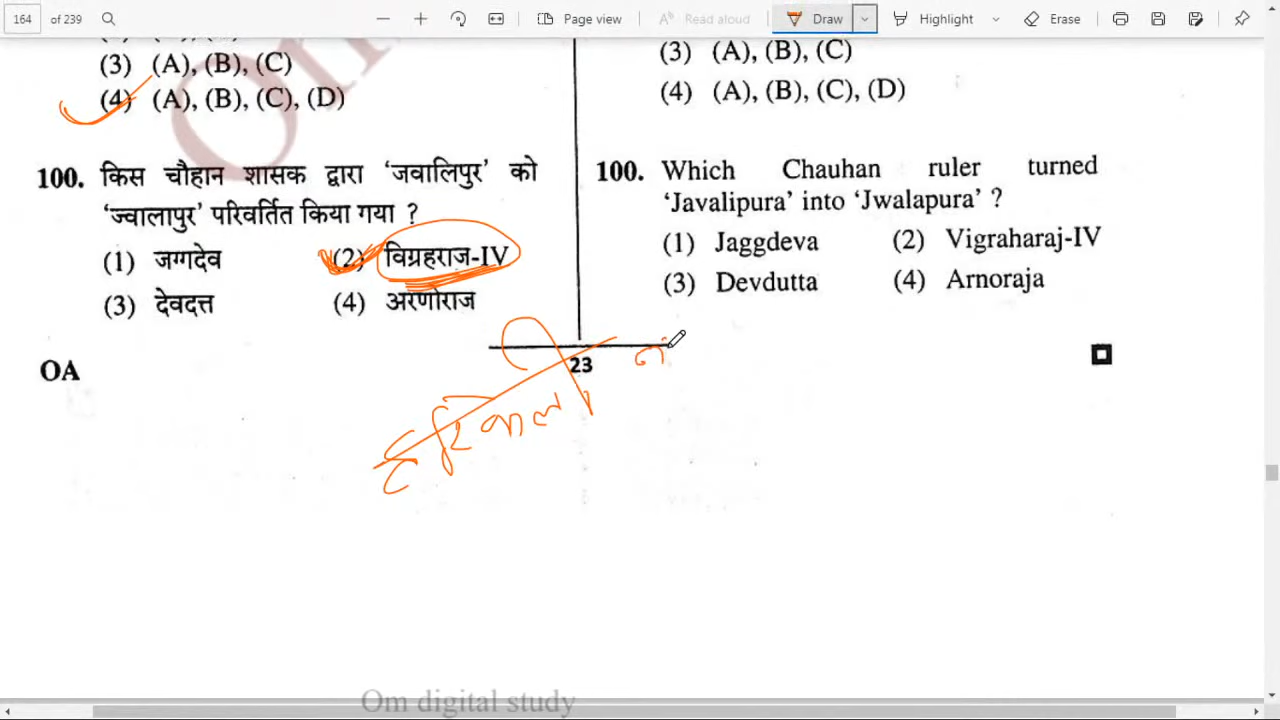 164 of 239
Page view
Read aloud
Draw
Highlight
Erase
(3) (A), (B), (C)
(4) (A), (B), (C), (D)
100. किस चौहान शासक द्वारा ‘जवालिपुर’ को
‘ज्वालापुर’ परिवर्तित किया गया ?
(1) जग्गदेव (2) विग्रहराज-IV
(3) देवदत्त (4) अरणोराज
OA
(3) (A), (B), (C)
(4) (A), (B), (C), (D)
100. Which Chauhan ruler turned
‘Javalipura’ into ‘Jwalapura’ ?
(1) Jaggdeva (2) Vigraharaj-IV
(3) Devdutta (4) Arnoraja
23
Om digital study